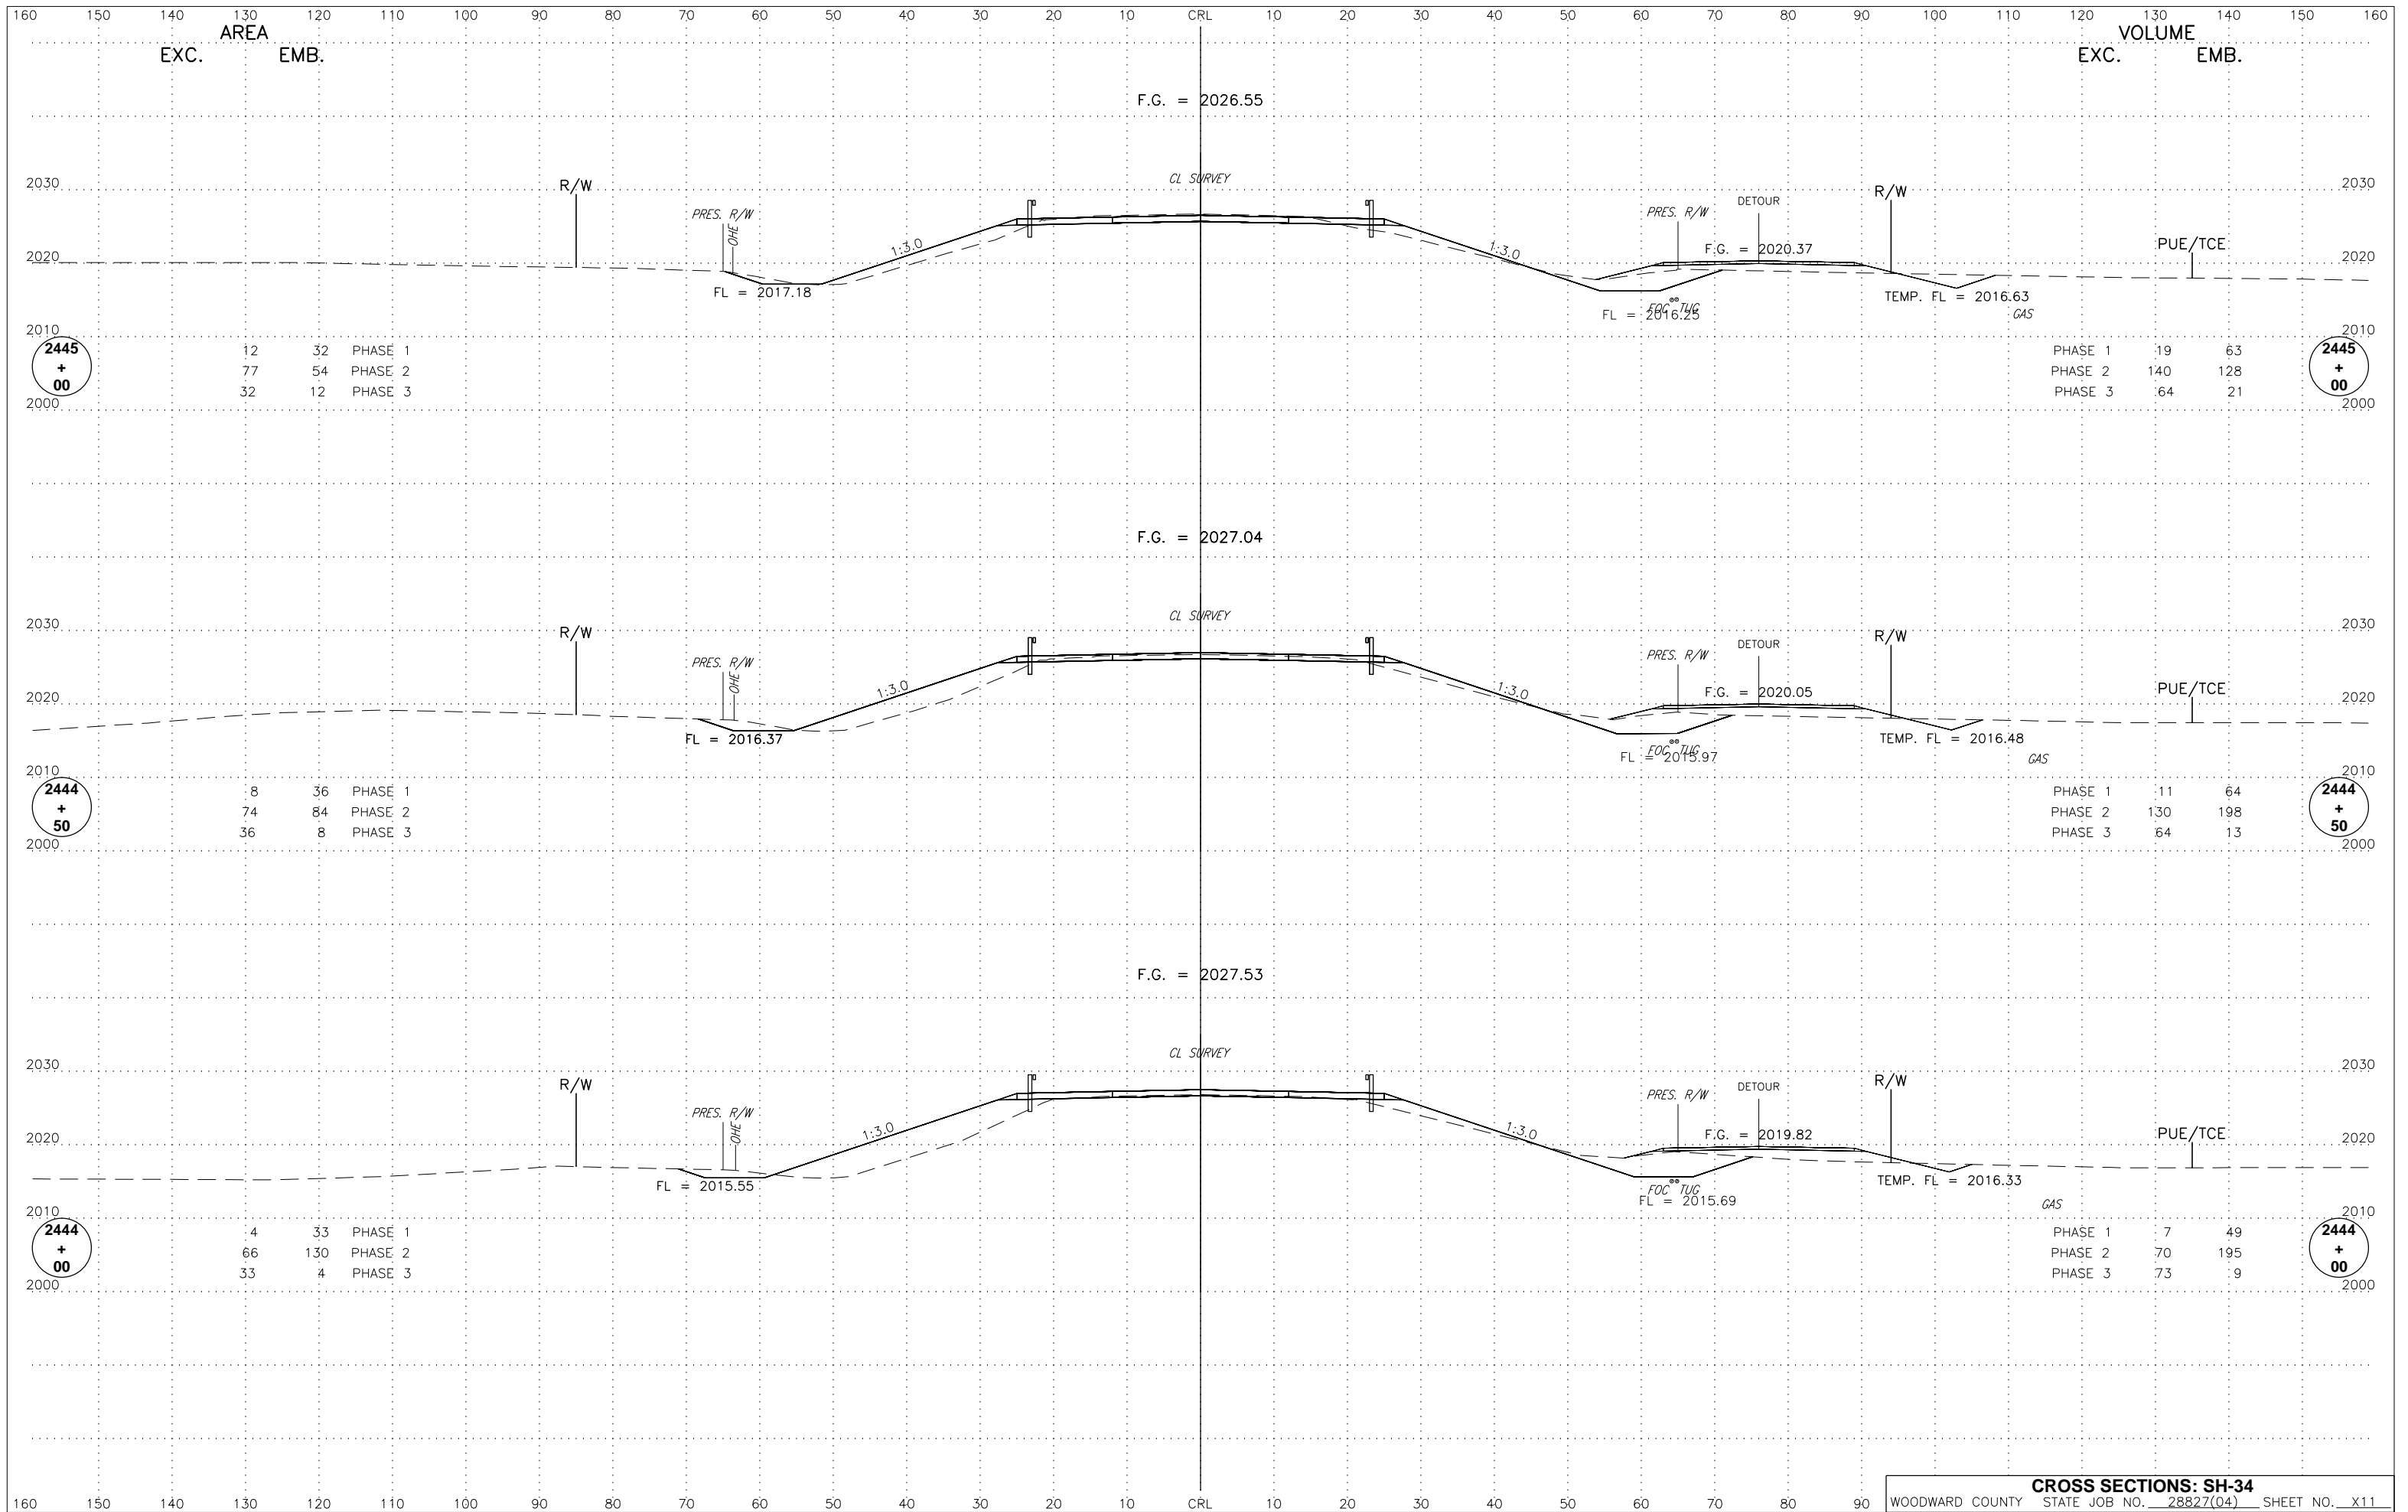 160 150 140 130 120 110 100 90 80 70 60 50 40 30 20 10 CRL 10 20 30 40 50 60 70 80 90 100 110 120 130 140 150 160
AREA
EXC. EMB.
VOLUME
EXC. EMB.
F.G. = 2026.55
CL SURVEY
2030 2030
R/W
PRES. R/W
OHE
PRES. R/W
DETOUR
R/W
1:3.0
1:3.0
F.G. = 2020.37
PUE/TCE
2020 2020
FL = 2017.18
FOC TUG
FL = 2016.25
TEMP. FL = 2016.63
GAS
2010 2010
2445
+
00
12 32 PHASE 1
77 54 PHASE 2
32 12 PHASE 3
PHASE 1 19 63
PHASE 2 140 128
PHASE 3 64 21
2445
+
00
2000 2000
F.G. = 2027.04
CL SURVEY
2030 2030
R/W
PRES. R/W
OHE
PRES. R/W
DETOUR
R/W
1:3.0
1:3.0
F.G. = 2020.05
PUE/TCE
2020 2020
FL = 2016.37
FOC TUG
FL = 2015.97
TEMP. FL = 2016.48
GAS
2010 2010
2444
+
50
8 36 PHASE 1
74 84 PHASE 2
36 8 PHASE 3
PHASE 1 11 64
PHASE 2 130 198
PHASE 3 64 13
2444
+
50
2000 2000
F.G. = 2027.53
CL SURVEY
2030 2030
R/W
PRES. R/W
OHE
PRES. R/W
DETOUR
R/W
1:3.0
1:3.0
F.G. = 2019.82
PUE/TCE
2020 2020
FL = 2015.55
FOC TUG
FL = 2015.69
TEMP. FL = 2016.33
GAS
2010 2010
2444
+
00
4 33 PHASE 1
66 130 PHASE 2
33 4 PHASE 3
PHASE 1 7 49
PHASE 2 70 195
PHASE 3 73 9
2444
+
00
2000 2000
160 150 140 130 120 110 100 90 80 70 60 50 40 30 20 10 CRL 10 20 30 40 50 60 70 80 90
CROSS SECTIONS: SH-34
WOODWARD COUNTY STATE JOB NO. 28827(04) SHEET NO. X11